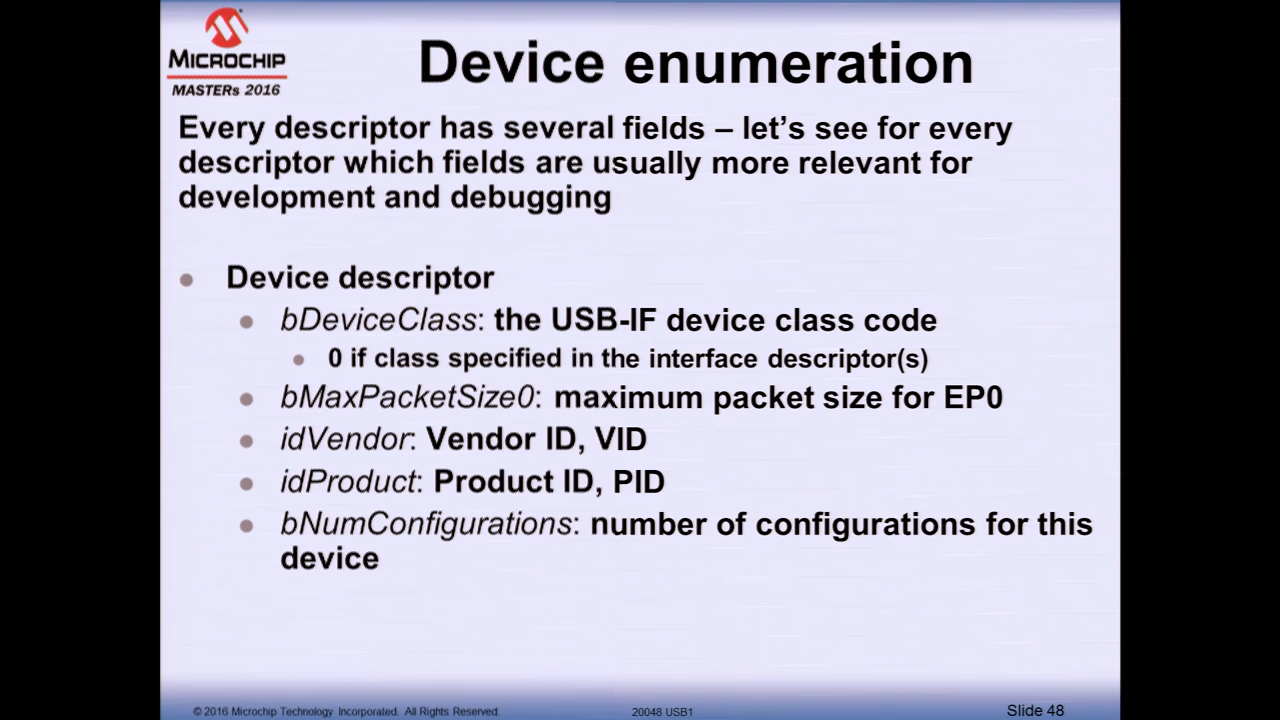 MICROCHIP
MASTERs 2016
Device enumeration
Every descriptor has several fields – let's see for every
descriptor which fields are usually more relevant for
development and debugging
Device descriptor
bDeviceClass: the USB-IF device class code
0 if class specified in the interface descriptor(s)
bMaxPacketSize0: maximum packet size for EP0
idVendor: Vendor ID, VID
idProduct: Product ID, PID
bNumConfigurations: number of configurations for this
device
© 2016 Microchip Technology Incorporated. All Rights Reserved.
20048 USB1
Slide 48